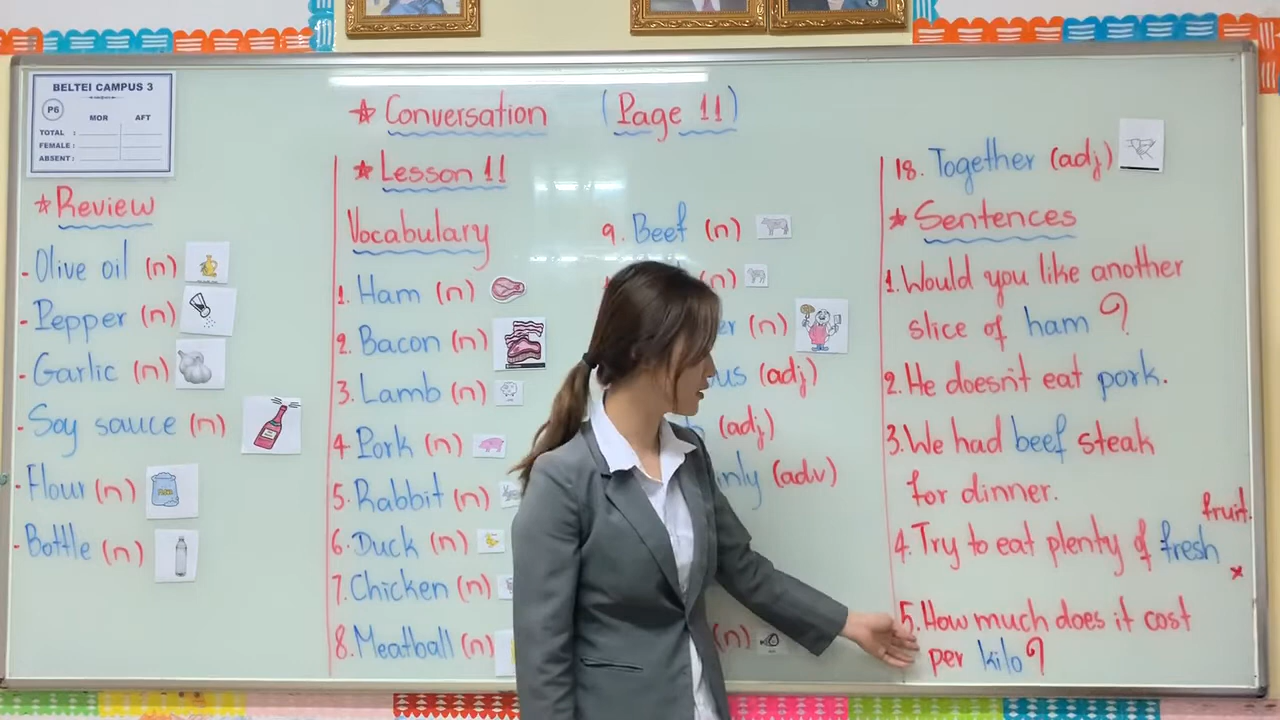 BELTEI CAMPUS 3
P6
MOR AFT
TOTAL :
FEMALE :
ABSENT :
* Review
- Olive oil (n)
- Pepper (n)
- Garlic (n)
- Soy sauce (n)
- Flour (n)
- Bottle (n)
* Conversation (Page 11)
* Lesson 11
Vocabulary
1. Ham (n)
2. Bacon (n)
3. Lamb (n)
4 Pork (n)
5. Rabbit (n)
6. Duck (n)
7. Chicken (n)
8. Meatball (n)
9. Beef (n)
(n)
(n)
(adj)
(adj)
(adv)
(n)
18. Together (adj)
* Sentences
1. Would you like another
slice of ham ?
2. He doesn't eat pork.
3. We had beef steak
for dinner.
4. Try to eat plenty of fresh
fruit.
x
5. How much does it cost
per kilo?